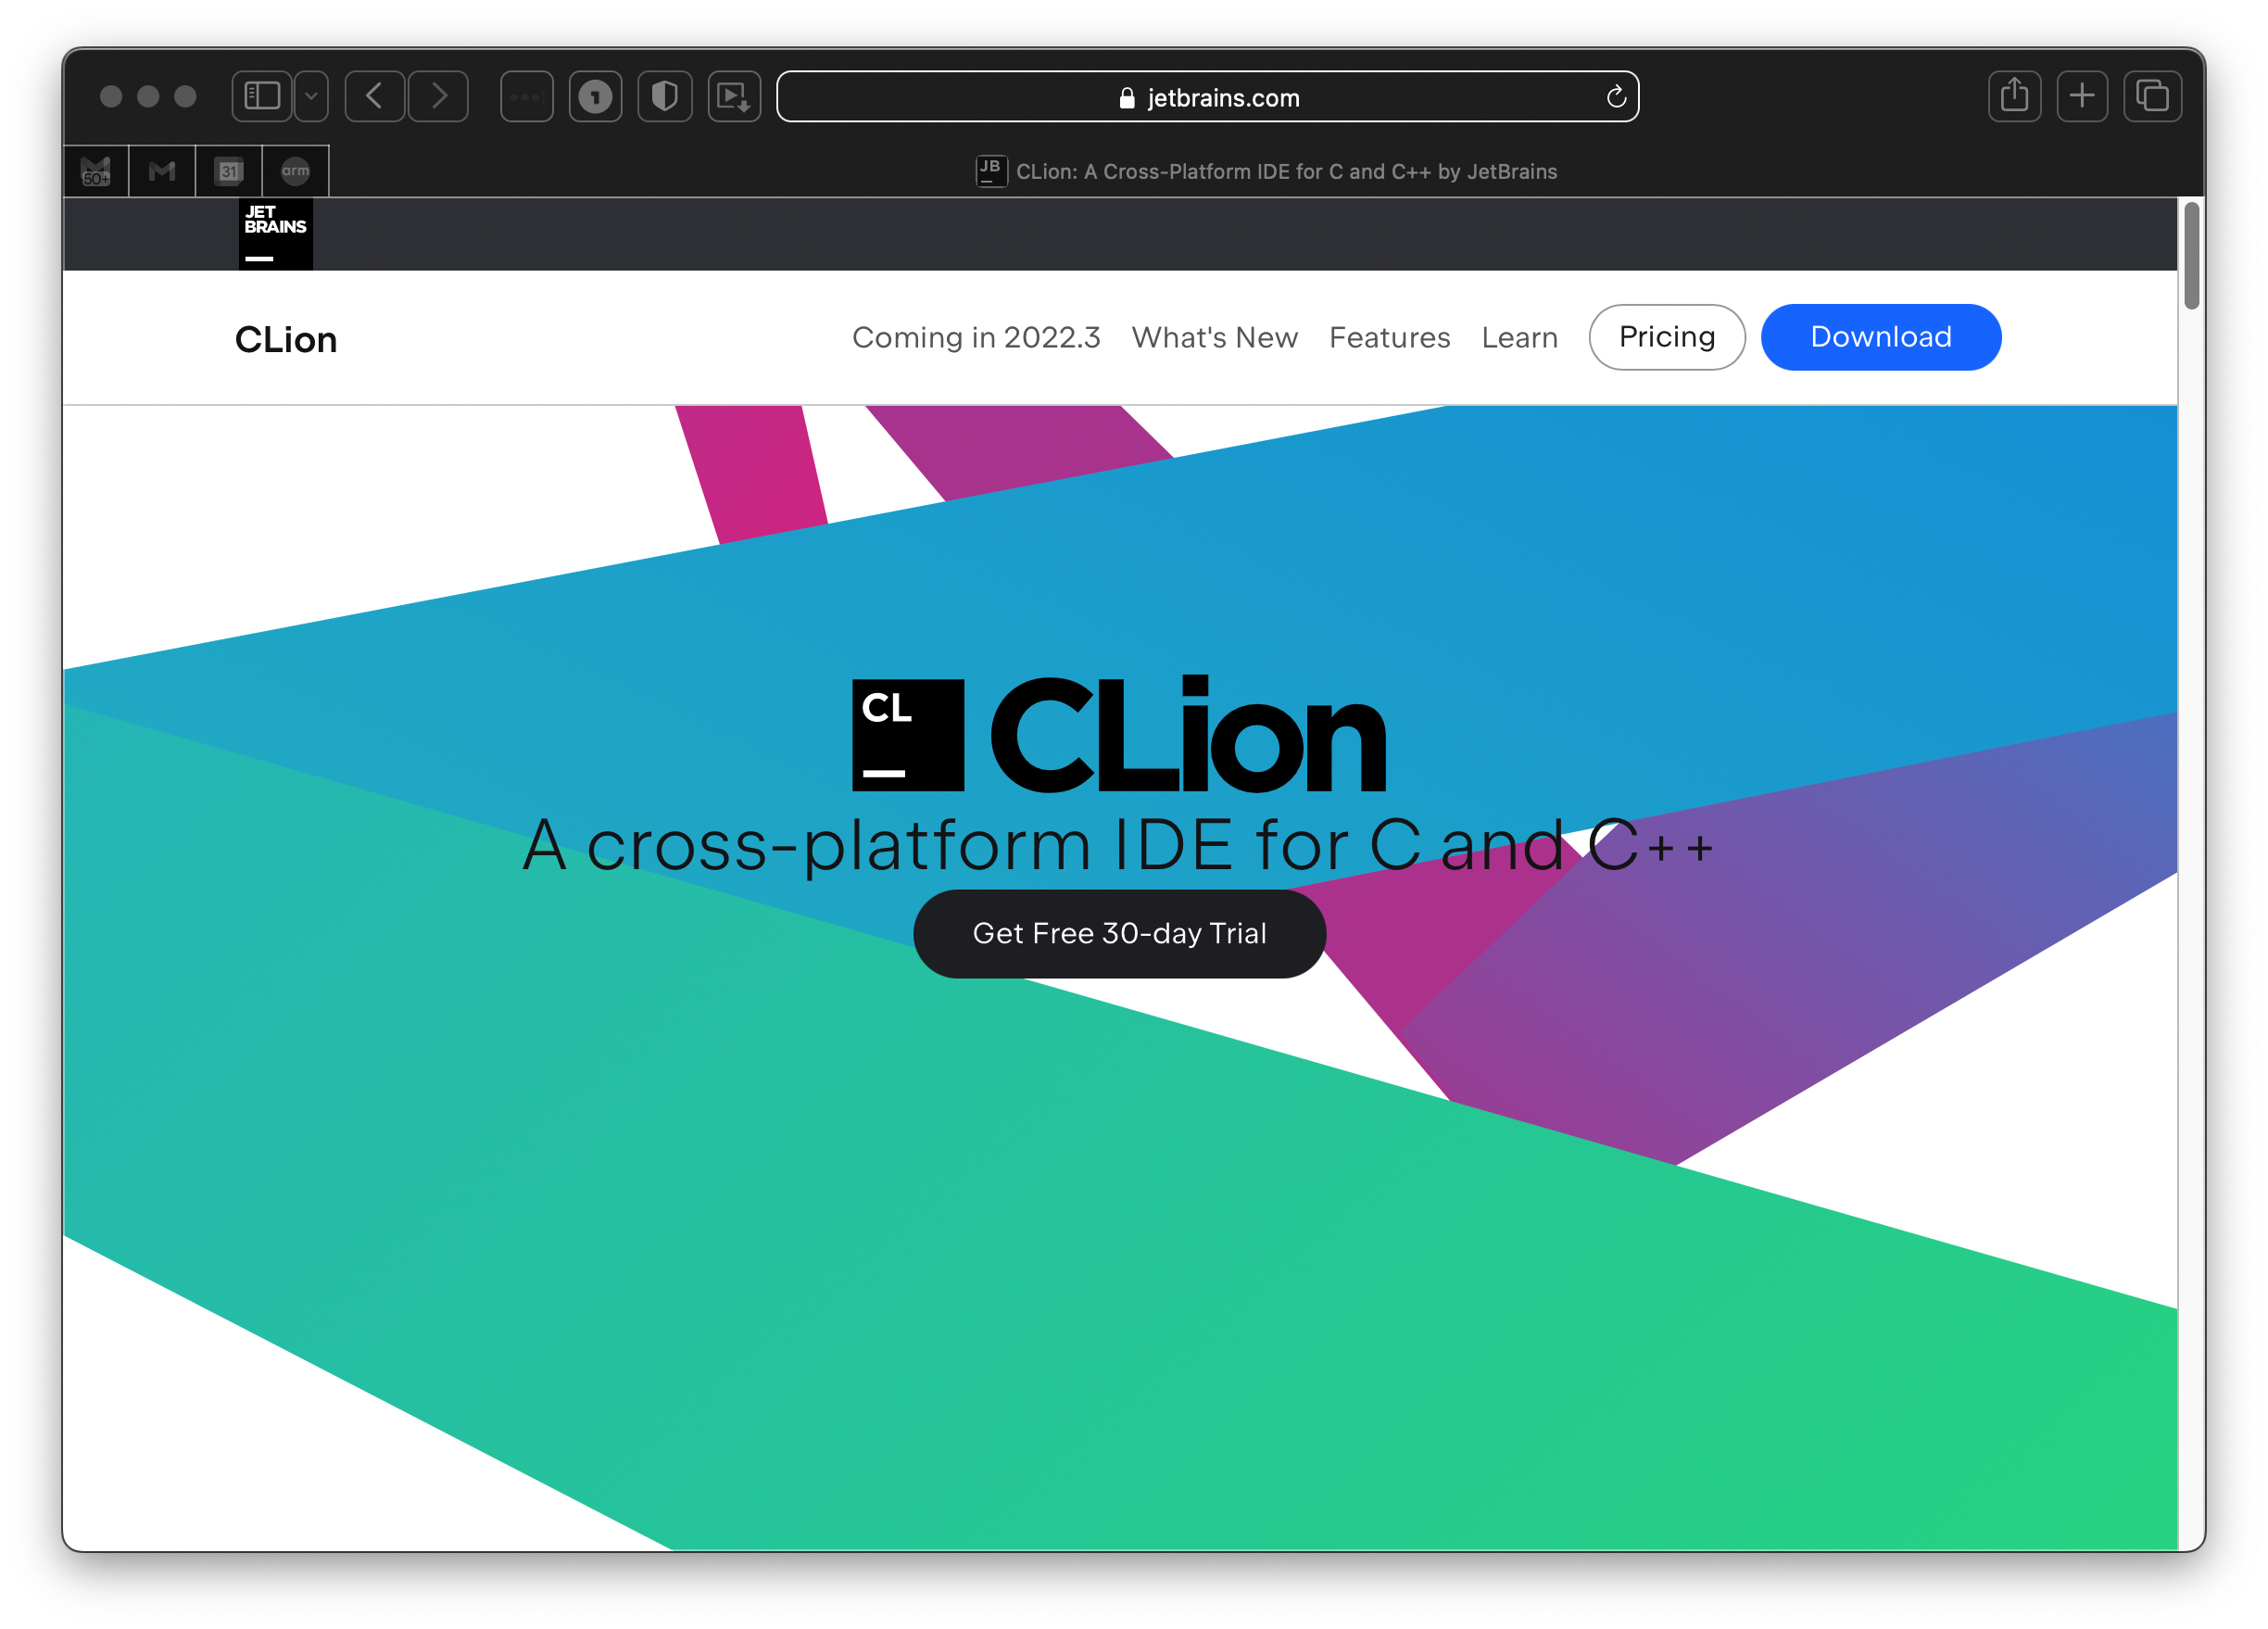 jetbrains.com
50+
31
arm
JB
CLion: A Cross-Platform IDE for C and C++ by JetBrains
JET
BRAINS
CLion
Coming in 2022.3
What's New
Features
Learn
Pricing
Download
CL
CLion
A cross-platform IDE for C and C++
Get Free 30-day Trial